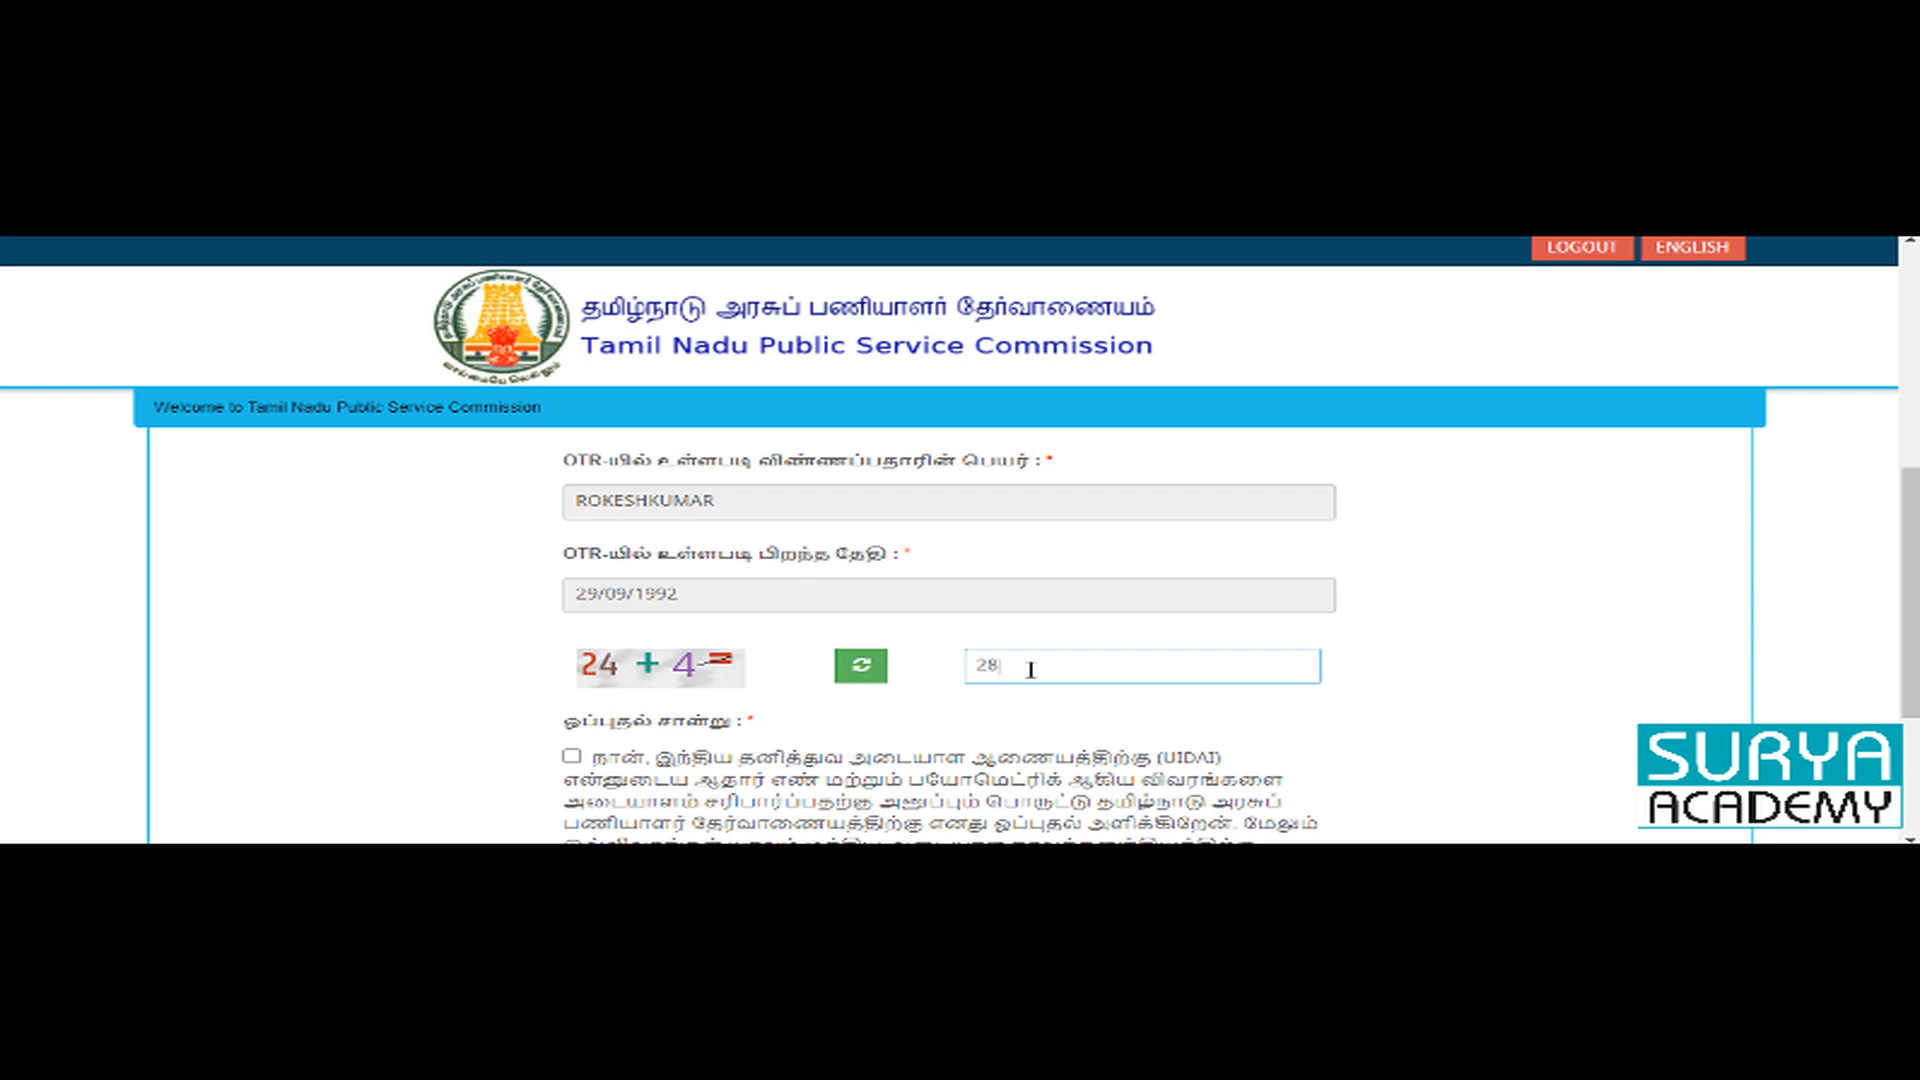 LOGOUT ENGLISH
தமிழ்நாடு அரசுப் பணியாளர் தேர்வாணையம்
Tamil Nadu Public Service Commission
Welcome to Tamil Nadu Public Service Commission
OTR-யில் உள்ளபடி விண்ணப்பதாரின் பெயர் : *
ROKESHKUMAR
OTR-யில் உள்ளபடி பிறந்த தேதி : *
29/09/1992
24 + 4 = 28
ஒப்புதல் சான்று : *
நான், இந்திய தனித்துவ அடையாள ஆணையத்திற்கு (UIDAI)
என்னுடைய ஆதார் எண் மற்றும் பயோமெட்ரிக் ஆகிய விவரங்களை
அடையாளம் சரிபார்ப்பதற்கு அனுப்பும் பொருட்டு தமிழ்நாடு அரசுப்
பணியாளர் தேர்வாணையத்திற்கு எனது ஒப்புதல் அளிக்கிறேன். மேலும்
SURYA
ACADEMY